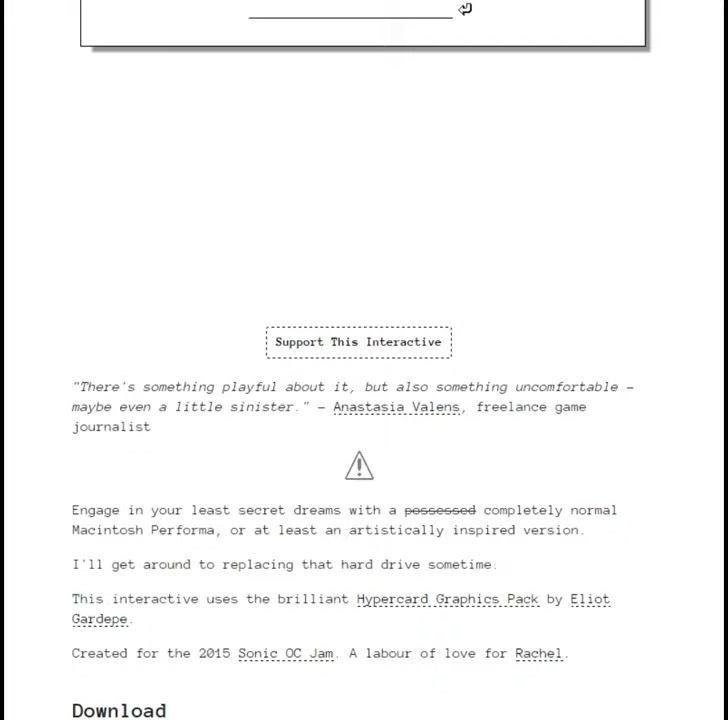 Support This Interactive
"There's something playful about it, but also something uncomfortable –
maybe even a little sinister." – Anastasia Valens, freelance game
journalist
Engage in your least secret dreams with a possessed completely normal
Macintosh Performa, or at least an artistically inspired version.
I'll get around to replacing that hard drive sometime.
This interactive uses the brilliant Hypercard Graphics Pack by Eliot
Gardepe.
Created for the 2015 Sonic OC Jam. A labour of love for Rachel.
Download